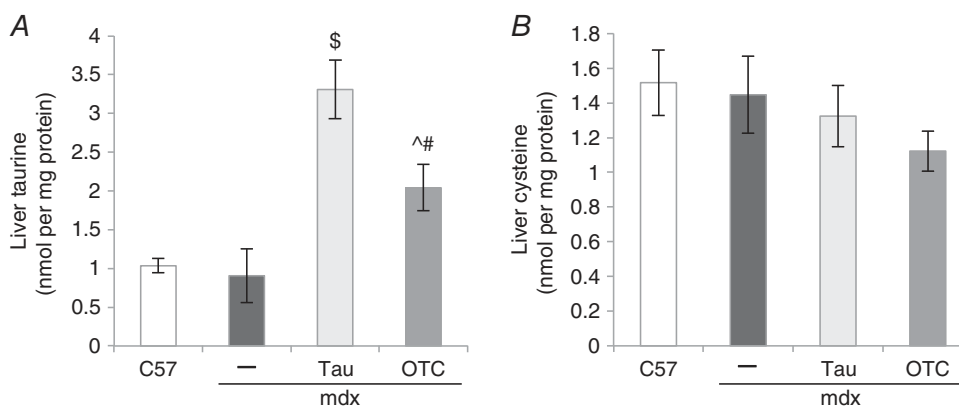 A
Liver taurine
(nmol per mg protein)
4
3.5
3
2.5
2
1.5
1
0.5
0
$
^#
C57
–
Tau
OTC
mdx
B
Liver cysteine
(nmol per mg protein)
1.8
1.6
1.4
1.2
1
0.8
0.6
0.4
0.2
0
C57
–
Tau
OTC
mdx